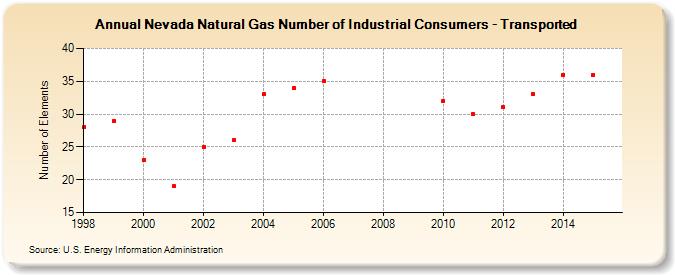 Annual Nevada Natural Gas Number of Industrial Consumers - Transported
Number of Elements
40
35
30
25
20
15
1998 2000 2002 2004 2006 2008 2010 2012 2014
Source: U.S. Energy Information Administration